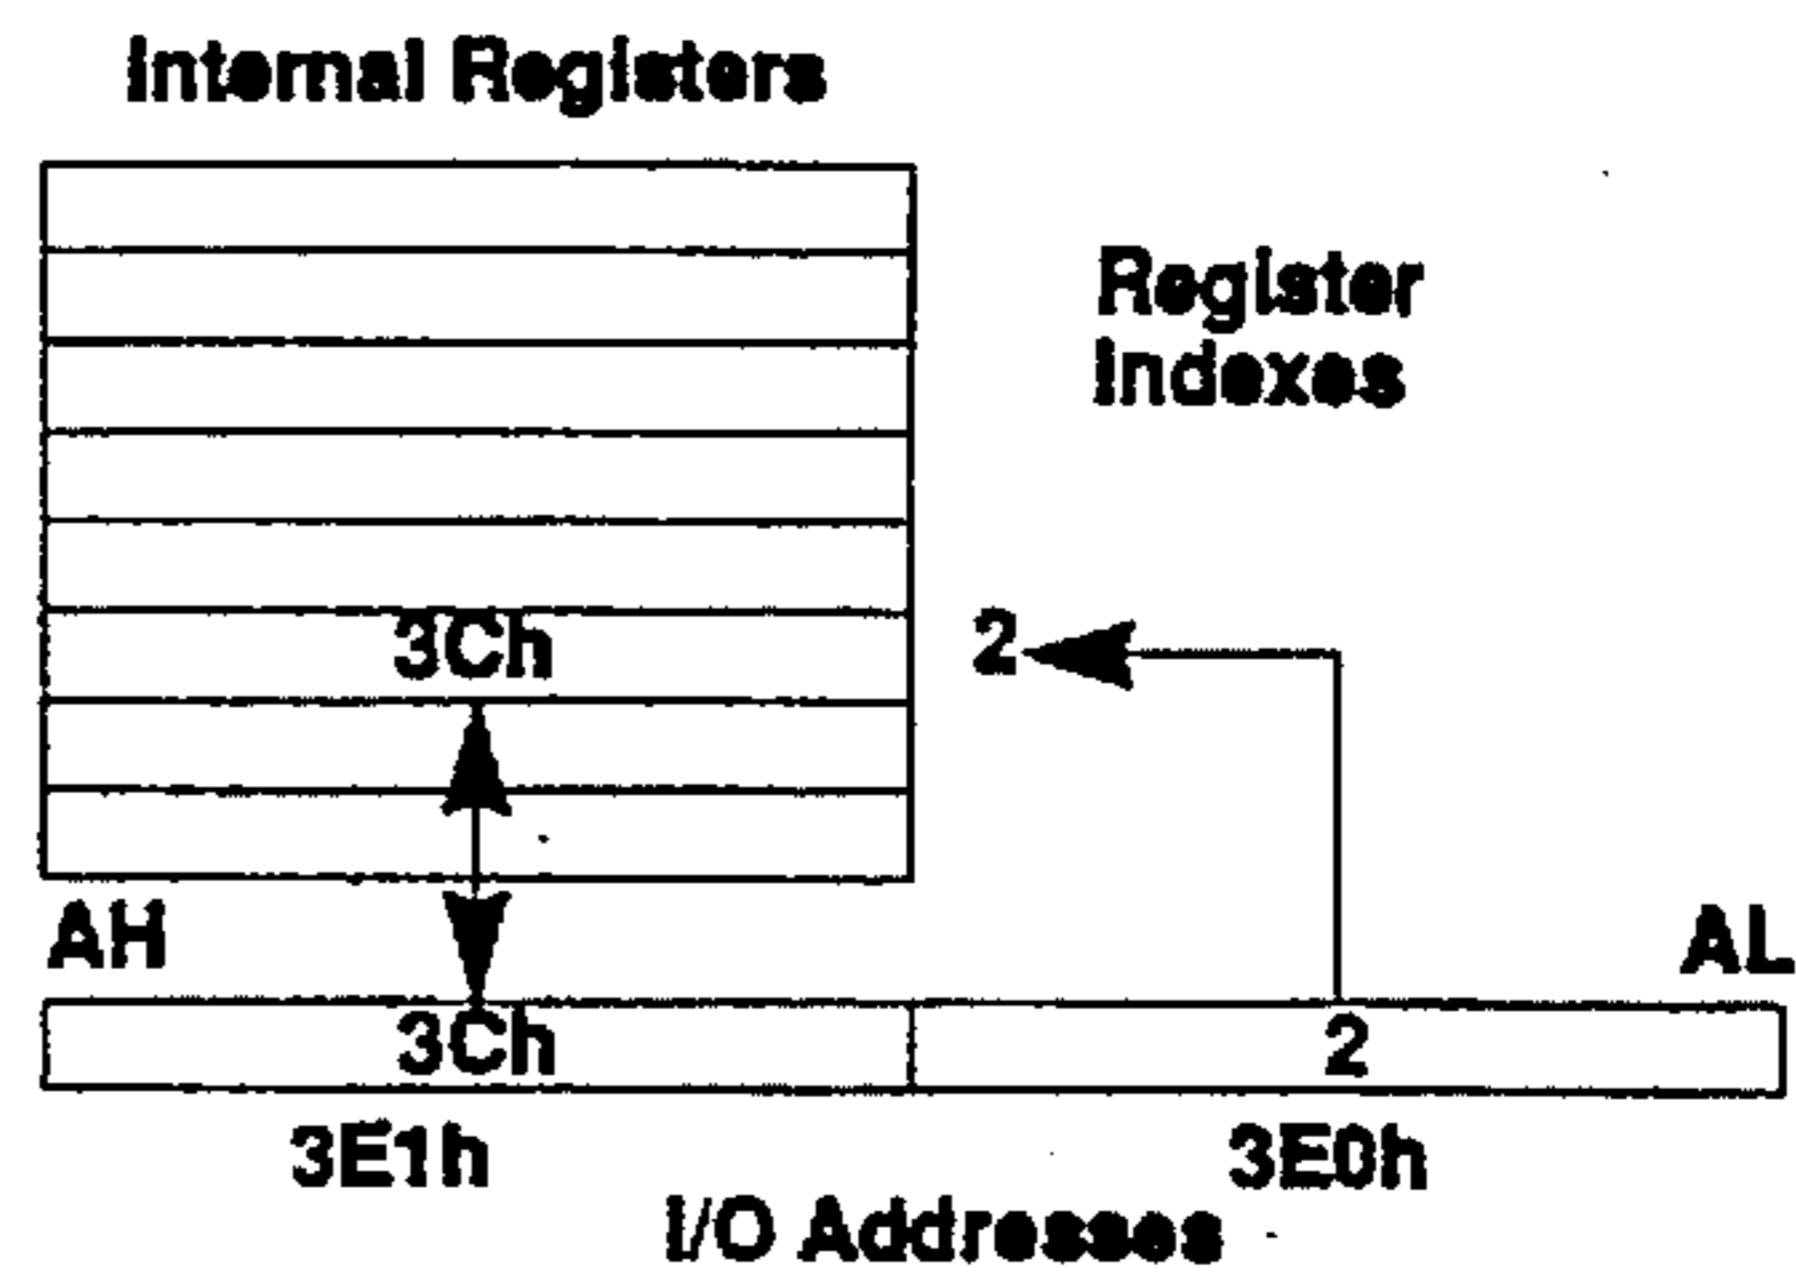 Internal Registers
Register
Indexes
3Ch
2
AH
AL
3Ch
2
3E1h
3E0h
I/O Addresses